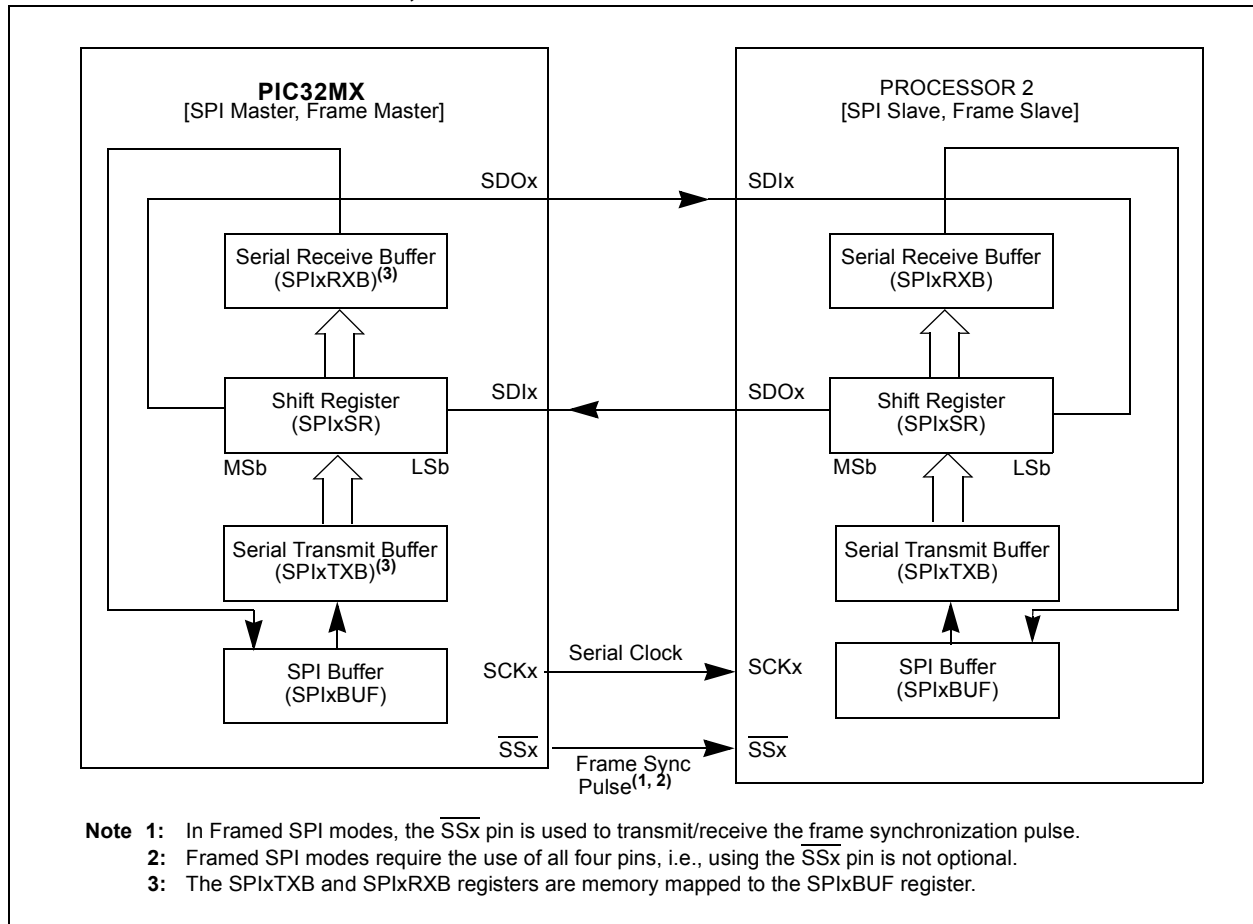 PIC32MX
[SPI Master, Frame Master]
SDOx
Serial Receive Buffer
(SPIxRXB)(3)
Shift Register
(SPIxSR)
SDIx
MSb
LSb
Serial Transmit Buffer
(SPIxTXB)(3)
SPI Buffer
(SPIxBUF)
SCKx
SSx
Serial Clock
Frame Sync
Pulse(1, 2)
PROCESSOR 2
[SPI Slave, Frame Slave]
SDIx
Serial Receive Buffer
(SPIxRXB)
SDOx
Shift Register
(SPIxSR)
MSb
LSb
Serial Transmit Buffer
(SPIxTXB)
SCKx
SPI Buffer
(SPIxBUF)
SSx
Note 1: In Framed SPI modes, the SSx pin is used to transmit/receive the frame synchronization pulse.
2: Framed SPI modes require the use of all four pins, i.e., using the SSx pin is not optional.
3: The SPIxTXB and SPIxRXB registers are memory mapped to the SPIxBUF register.